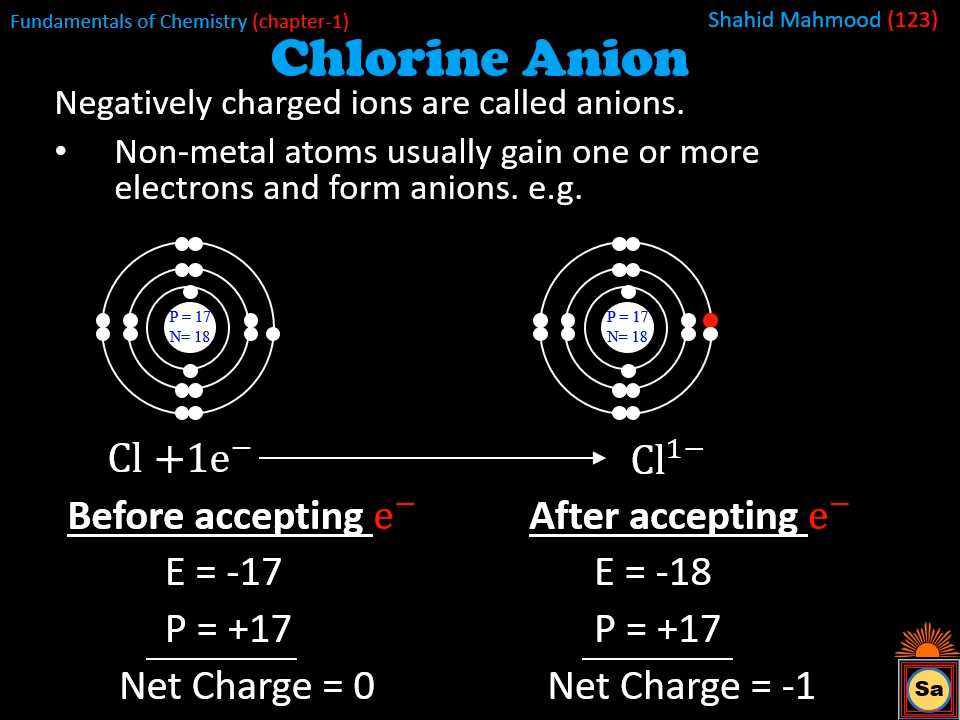 Fundamentals of Chemistry (chapter-1)
Shahid Mahmood (123)
Chlorine Anion
Negatively charged ions are called anions.
• Non-metal atoms usually gain one or more
electrons and form anions. e.g.
P = 17
N= 18
P = 17
N= 18
Cl +1e⁻
Cl¹⁻
Before accepting e⁻
After accepting e⁻
E = -17
E = -18
P = +17
P = +17
Net Charge = 0
Net Charge = -1
Sa